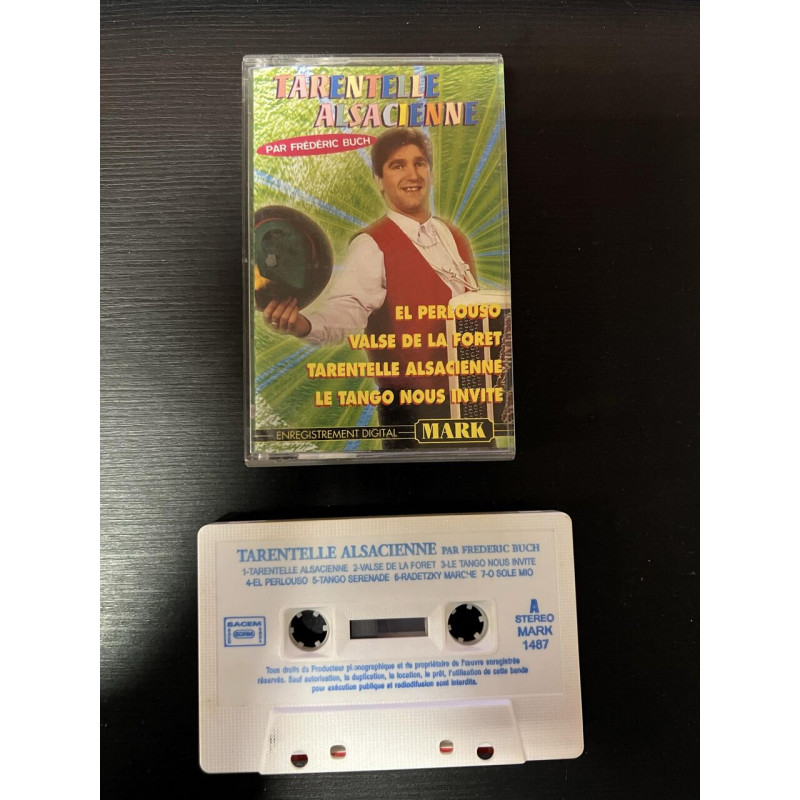 TARENTELLE
ALSACIENNE
PAR FRÉDÉRIC BUCH
EL PERLOUSO
VALSE DE LA FORET
TARENTELLE ALSACIENNE
LE TANGO NOUS INVITE
ENREGISTREMENT DIGITAL
MARK
TARENTELLE ALSACIENNE PAR FREDERIC BUCH
1-TARENTELLE ALSACIENNE 2-VALSE DE LA FORET 3-LE TANGO NOUS INVITE
4-EL PERLOUSO 5-TANGO SERENADE 6-RADETZKY MARCHE 7-O SOLE MIO
SACEM
SDRM
A
STEREO
MARK
1487
Tous droits du Producteur phonographique et de propriétaire de l'œuvre enregistrée
réservés. Sauf autorisation, la duplication, la location, le prêt, l'utilisation de cette bande
pour exécution publique et radiodifusion sont interdits.